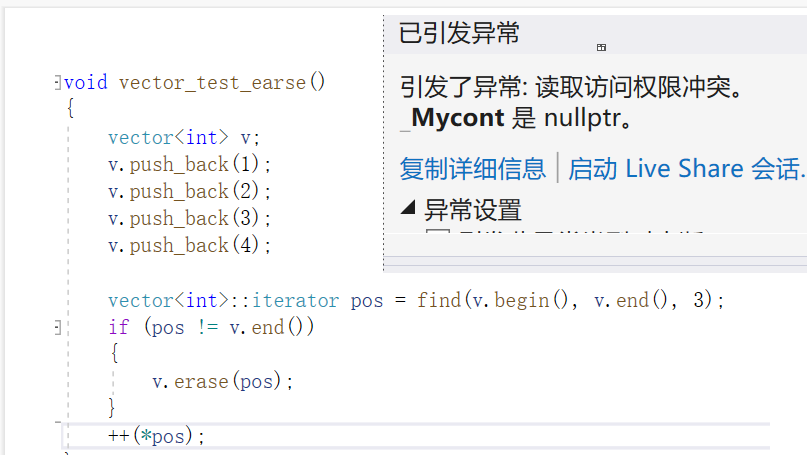 已引发异常
引发了异常: 读取访问权限冲突。
_Mycont 是 nullptr。
复制详细信息 | 启动 Live Share 会话.
异常设置
void vector_test_earse()
{
vector<int> v;
v.push_back(1);
v.push_back(2);
v.push_back(3);
v.push_back(4);
vector<int>::iterator pos = find(v.begin(), v.end(), 3);
if (pos != v.end())
{
v.erase(pos);
}
++(*pos);